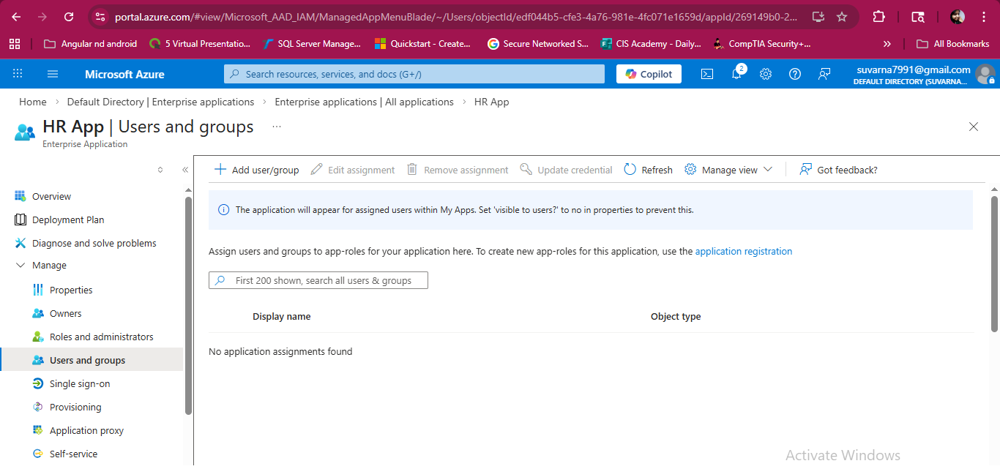 portal.azure.com/#view/Microsoft_AAD_IAM/ManagedAppMenuBlade/~/Users/objectId/edf044b5-cfe3-4a76-981e-4fc071e1659d/appId/269149b0-2...
Angular nd android 5 Virtual Presentatio... SQL Server Manage... Quickstart - Create... Secure Networked S... CIS Academy - Daily... CompTIA Security+... » All Bookmarks
Microsoft Azure Search resources, services, and docs (G+/) Copilot 2 suvarna7991@gmail.com
DEFAULT DIRECTORY (SUVARNA...
Home > Default Directory | Enterprise applications > Enterprise applications | All applications > HR App
HR App | Users and groups ...
Enterprise Application
Add user/group Edit assignment Remove assignment Update credential Refresh Manage view Got feedback?
Overview
Deployment Plan
Diagnose and solve problems
Manage
Properties
Owners
Roles and administrators
Users and groups
Single sign-on
Provisioning
Application proxy
Self-service
The application will appear for assigned users within My Apps. Set 'visible to users?' to no in properties to prevent this.
Assign users and groups to app-roles for your application here. To create new app-roles for this application, use the application registration
First 200 shown, search all users & groups
Display name Object type
No application assignments found
Activate Windows